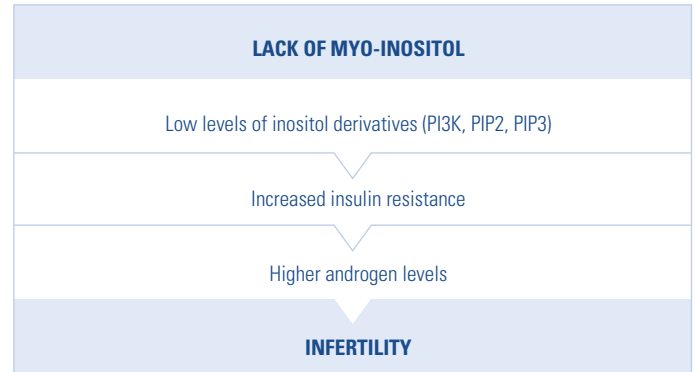 LACK OF MYO-INOSITOL
Low levels of inositol derivatives (PI3K, PIP2, PIP3)
Increased insulin resistance
Higher androgen levels
INFERTILITY